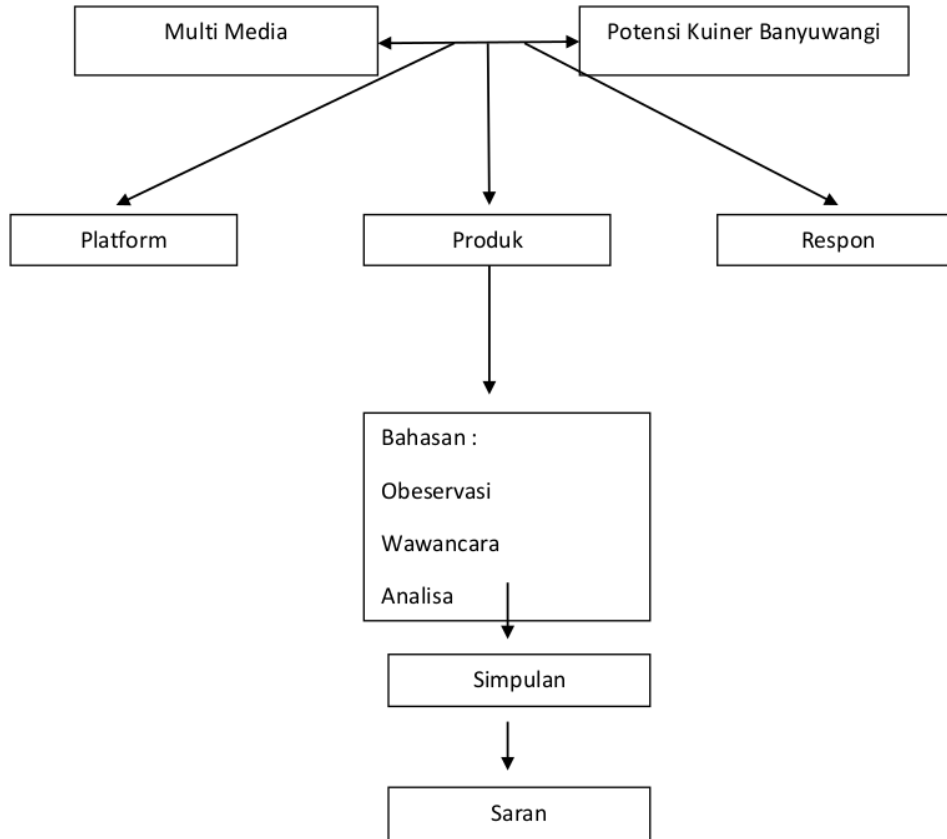 Multi Media
Potensi Kuiner Banyuwangi
Platform
Produk
Respon
Bahasan :
Obeservasi
Wawancara
Analisa
Simpulan
Saran